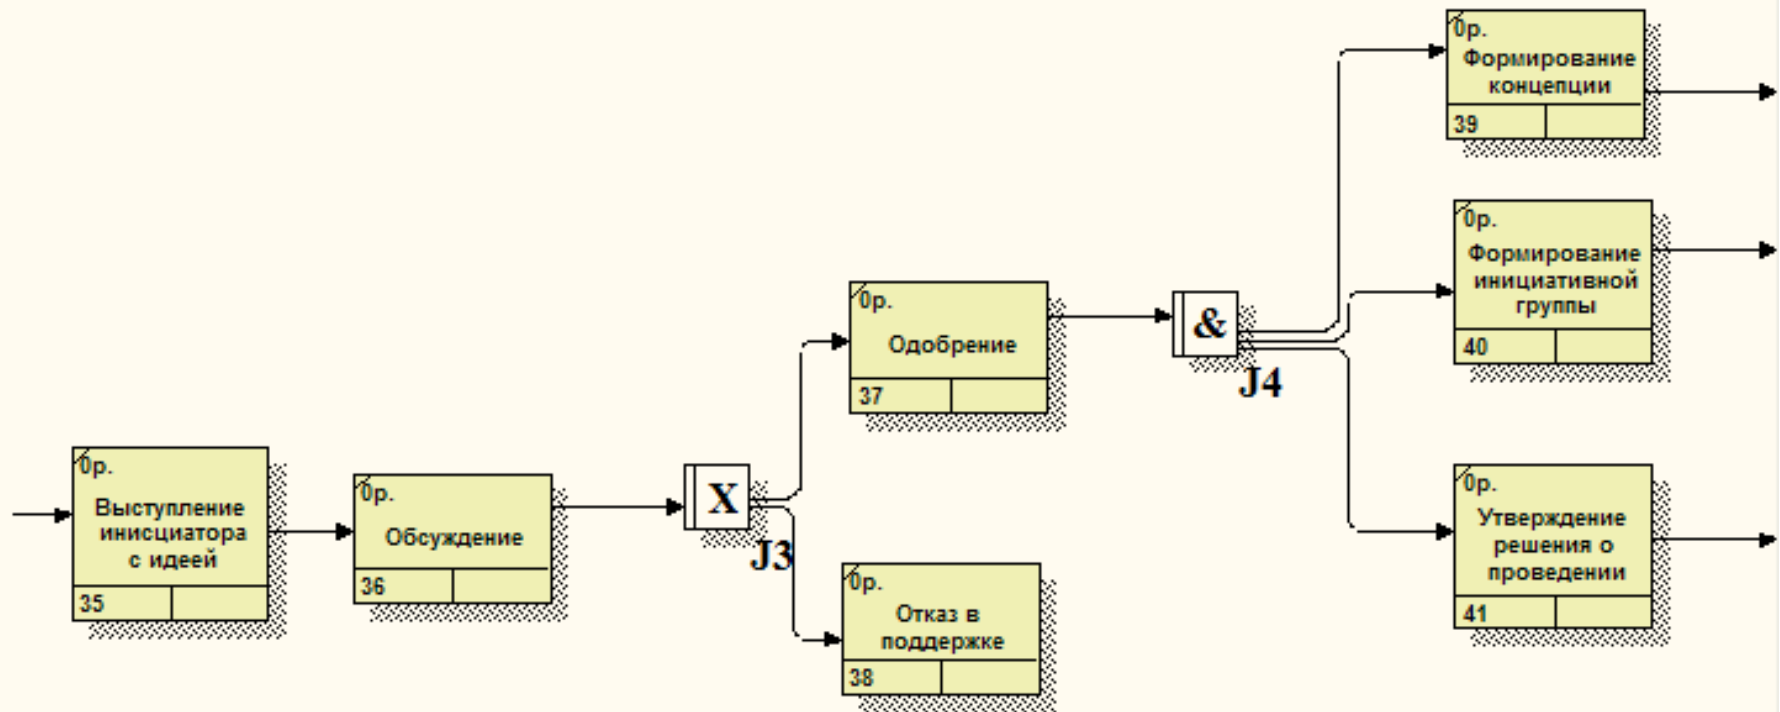 0р.
Выступление
инисциатора
с идеей
35
0р.
Обсуждение
36
X
J3
0р.
Одобрение
37
0р.
Отказ в
поддержке
38
&
J4
0р.
Формирование
концепции
39
0р.
Формирование
инициативной
группы
40
0р.
Утверждение
решения о
проведении
41